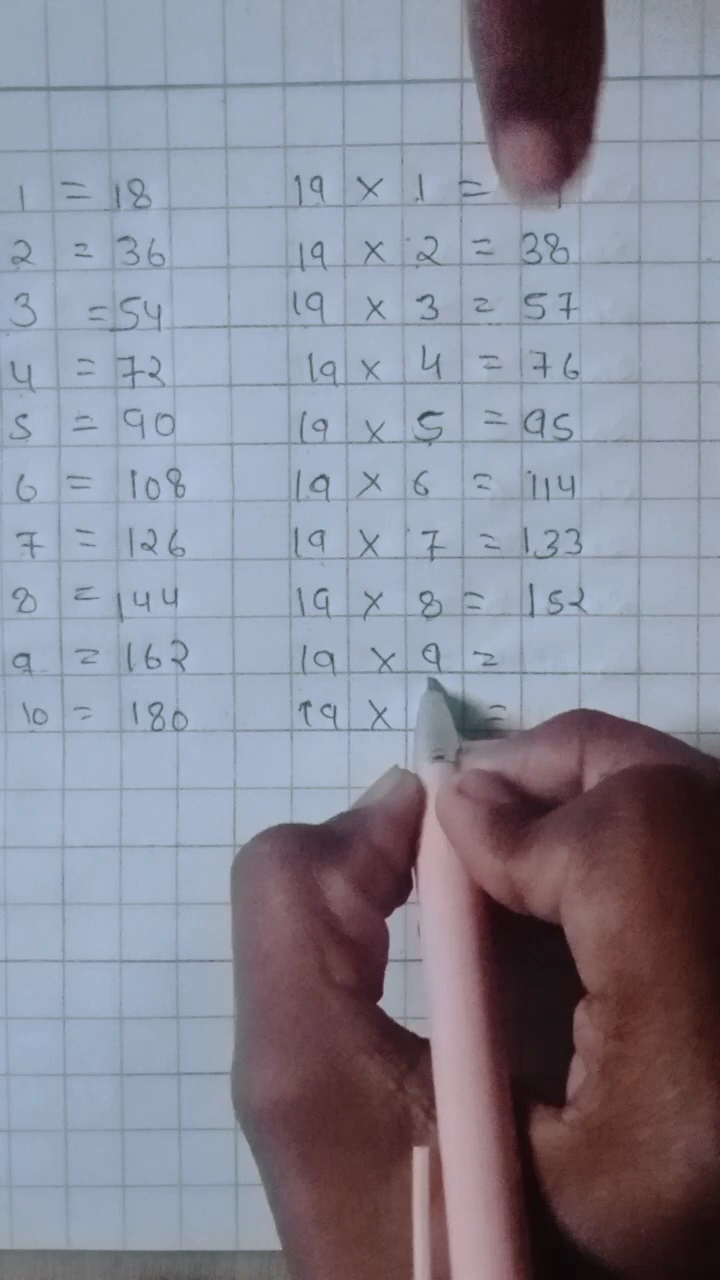 1 = 18 19 × 1 =
2 = 36 19 × 2 = 38
3 = 54 19 × 3 = 57
4 = 72 19 × 4 = 76
5 = 90 19 × 5 = 95
6 = 108 19 × 6 = 114
7 = 126 19 × 7 = 133
8 = 144 19 × 8 = 152
9 = 162 19 × 9 =
10 = 180 19 × =